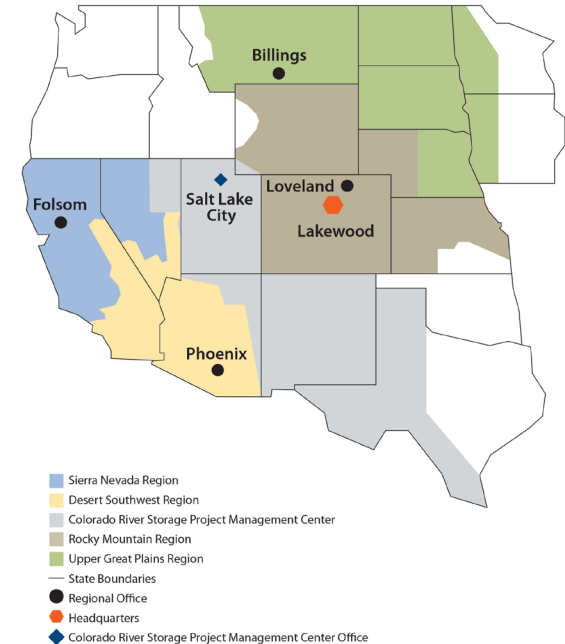 Billings
Loveland
Salt Lake
City
Folsom
Lakewood
Phoenix
Sierra Nevada Region
Desert Southwest Region
Colorado River Storage Project Management Center
Rocky Mountain Region
Upper Great Plains Region
State Boundaries
Regional Office
Headquarters
Colorado River Storage Project Management Center Office